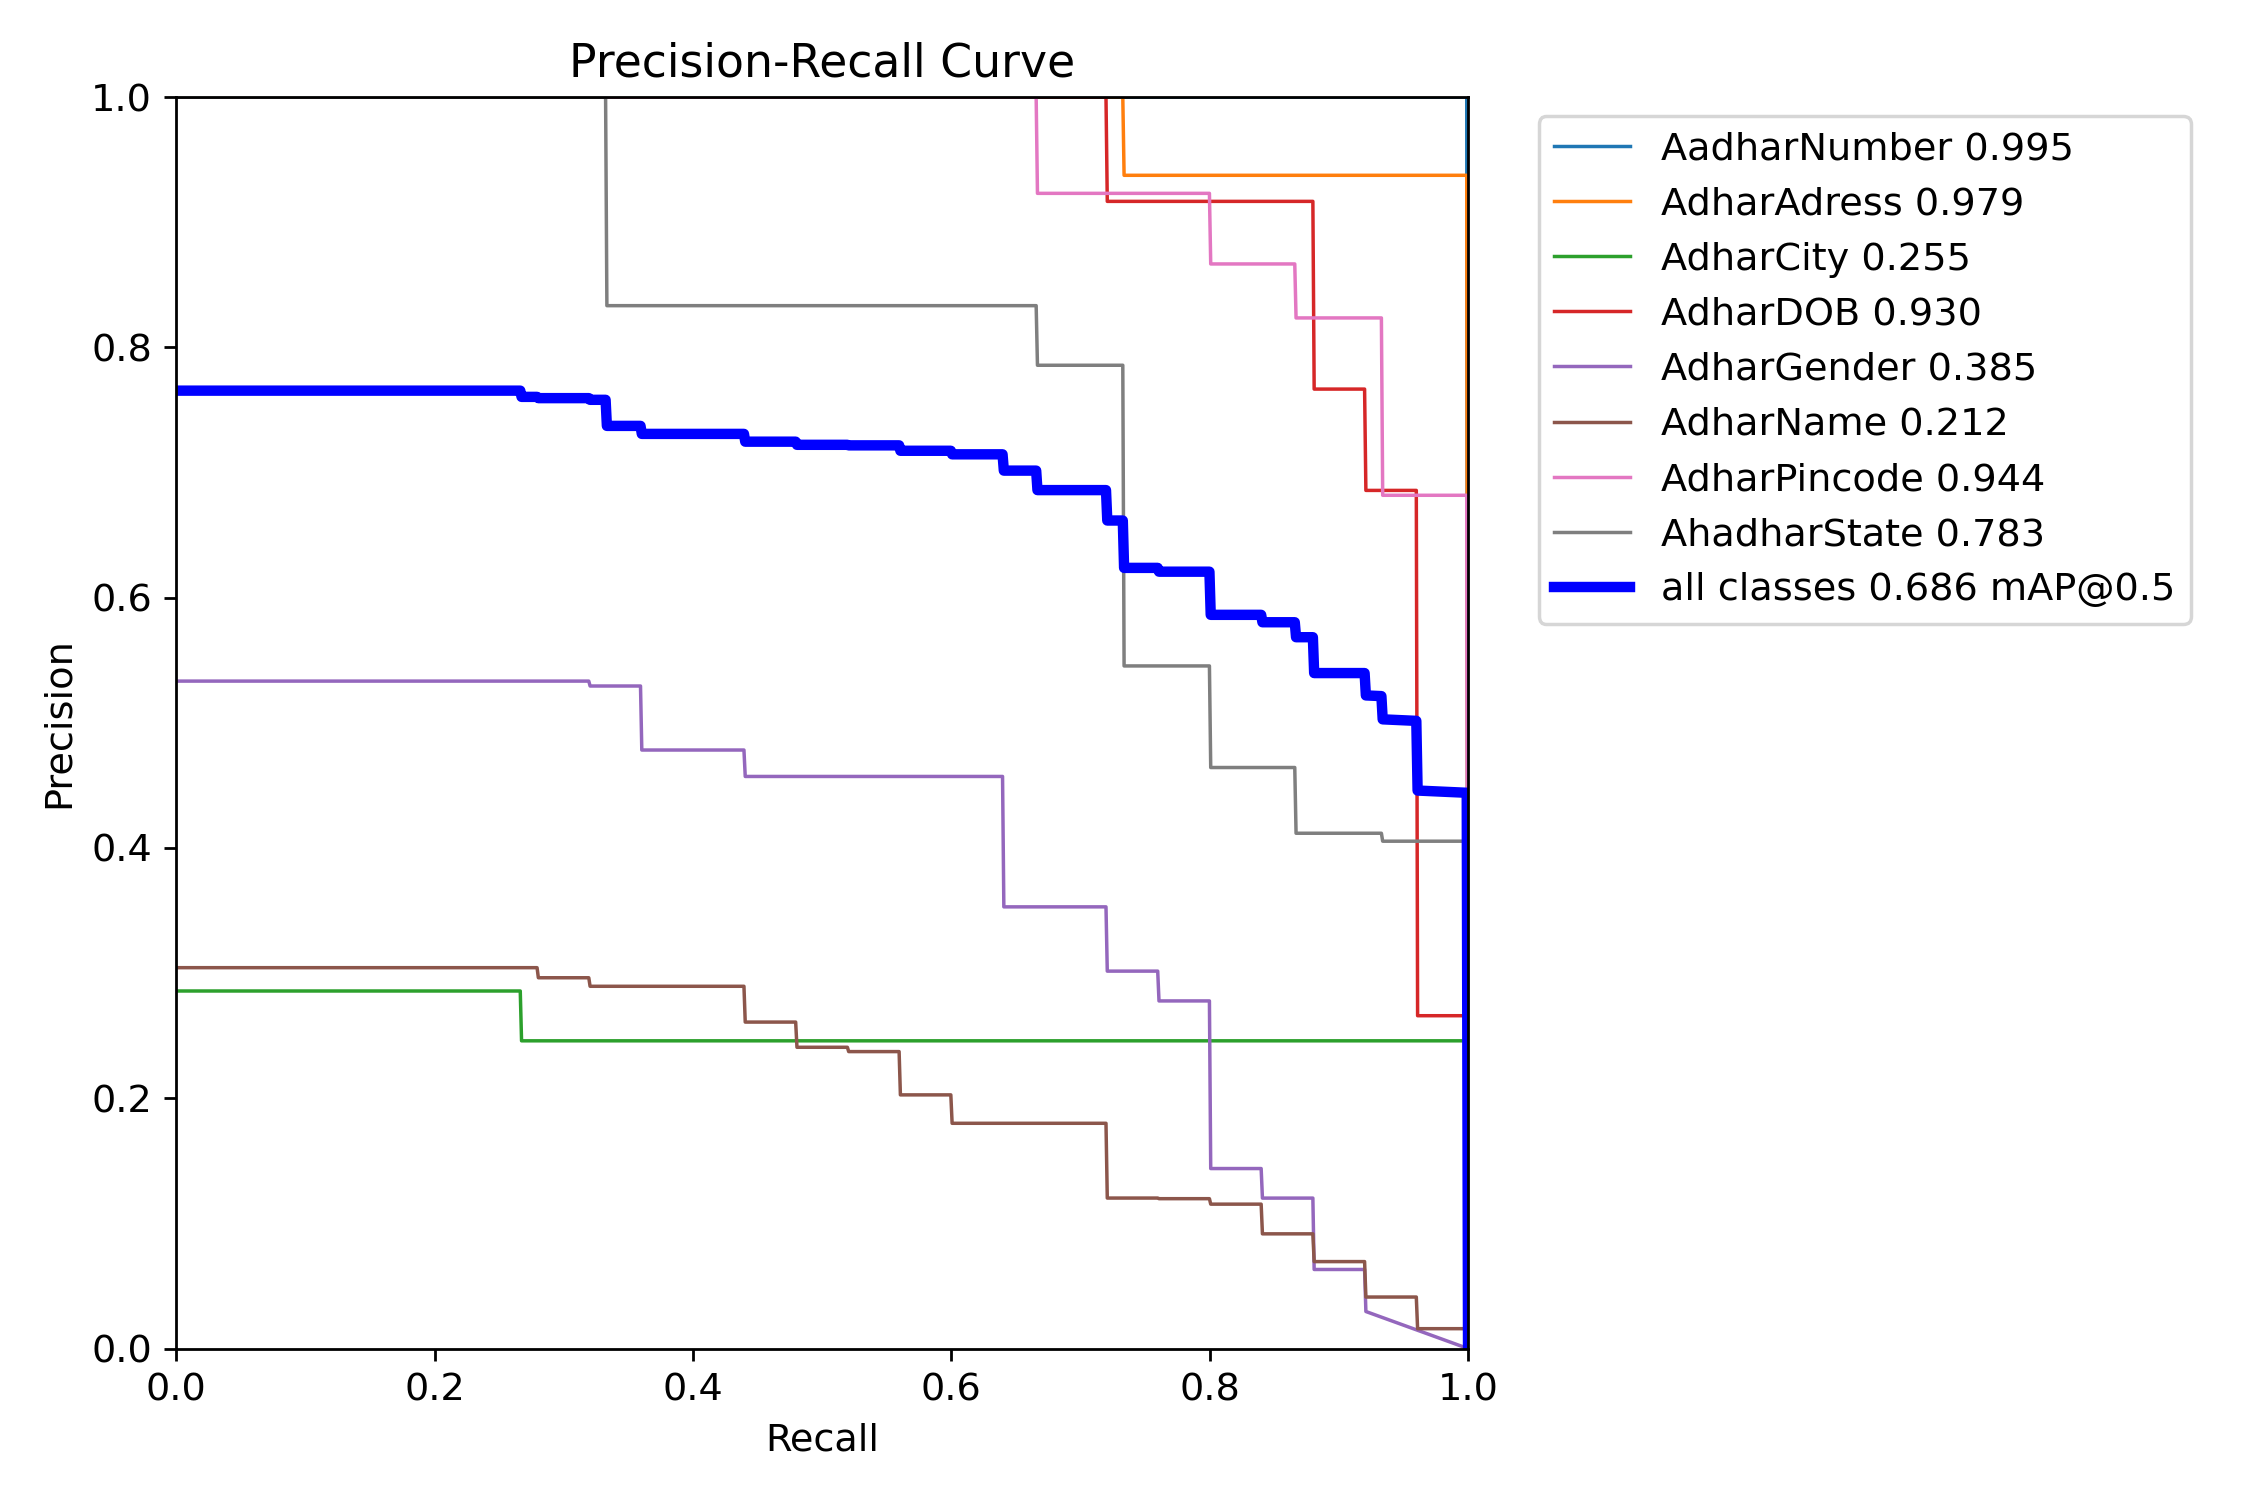 Precision-Recall Curve
1.0
0.8
0.6
0.4
0.2
0.0
Precision
0.0 0.2 0.4 0.6 0.8 1.0
Recall
AadharNumber 0.995
AdharAdress 0.979
AdharCity 0.255
AdharDOB 0.930
AdharGender 0.385
AdharName 0.212
AdharPincode 0.944
AhadharState 0.783
all classes 0.686 mAP@0.5